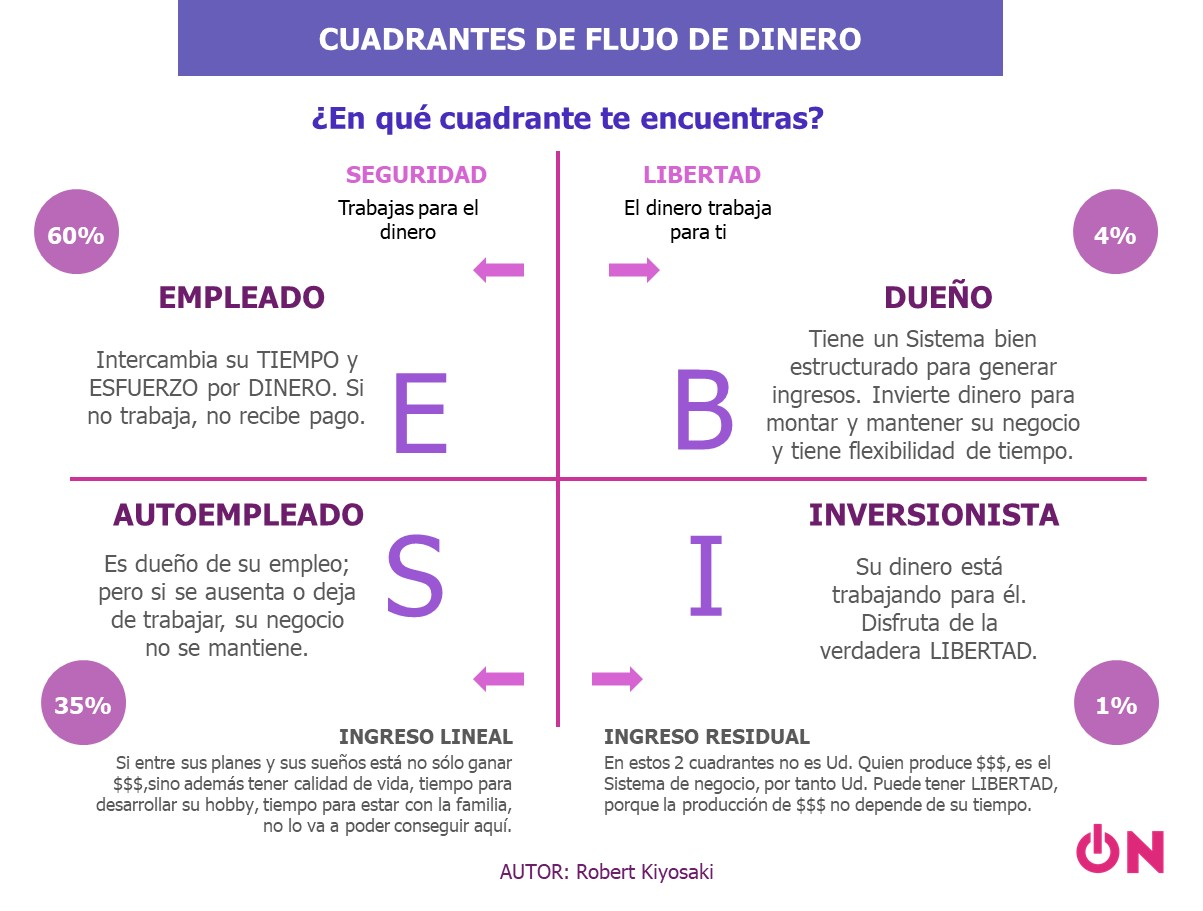 CUADRANTES DE FLUJO DE DINERO
¿En qué cuadrante te encuentras?
SEGURIDAD
Trabajas para el
dinero
LIBERTAD
El dinero trabaja
para ti
60%
4%
EMPLEADO
Intercambia su TIEMPO y
ESFUERZO por DINERO. Si
no trabaja, no recibe pago.
E
B
DUEÑO
Tiene un Sistema bien
estructurado para generar
ingresos. Invierte dinero para
montar y mantener su negocio
y tiene flexibilidad de tiempo.
AUTOEMPLEADO
Es dueño de su empleo;
pero si se ausenta o deja
de trabajar, su negocio
no se mantiene.
S
I
INVERSIONISTA
Su dinero está
trabajando para él.
Disfruta de la
verdadera LIBERTAD.
35%
1%
INGRESO LINEAL
Si entre sus planes y sus sueños está no sólo ganar
$$$,sino además tener calidad de vida, tiempo para
desarrollar su hobby, tiempo para estar con la familia,
no lo va a poder conseguir aquí.
INGRESO RESIDUAL
En estos 2 cuadrantes no es Ud. Quien produce $$$, es el
Sistema de negocio, por tanto Ud. Puede tener LIBERTAD,
porque la producción de $$$ no depende de su tiempo.
AUTOR: Robert Kiyosaki
ON